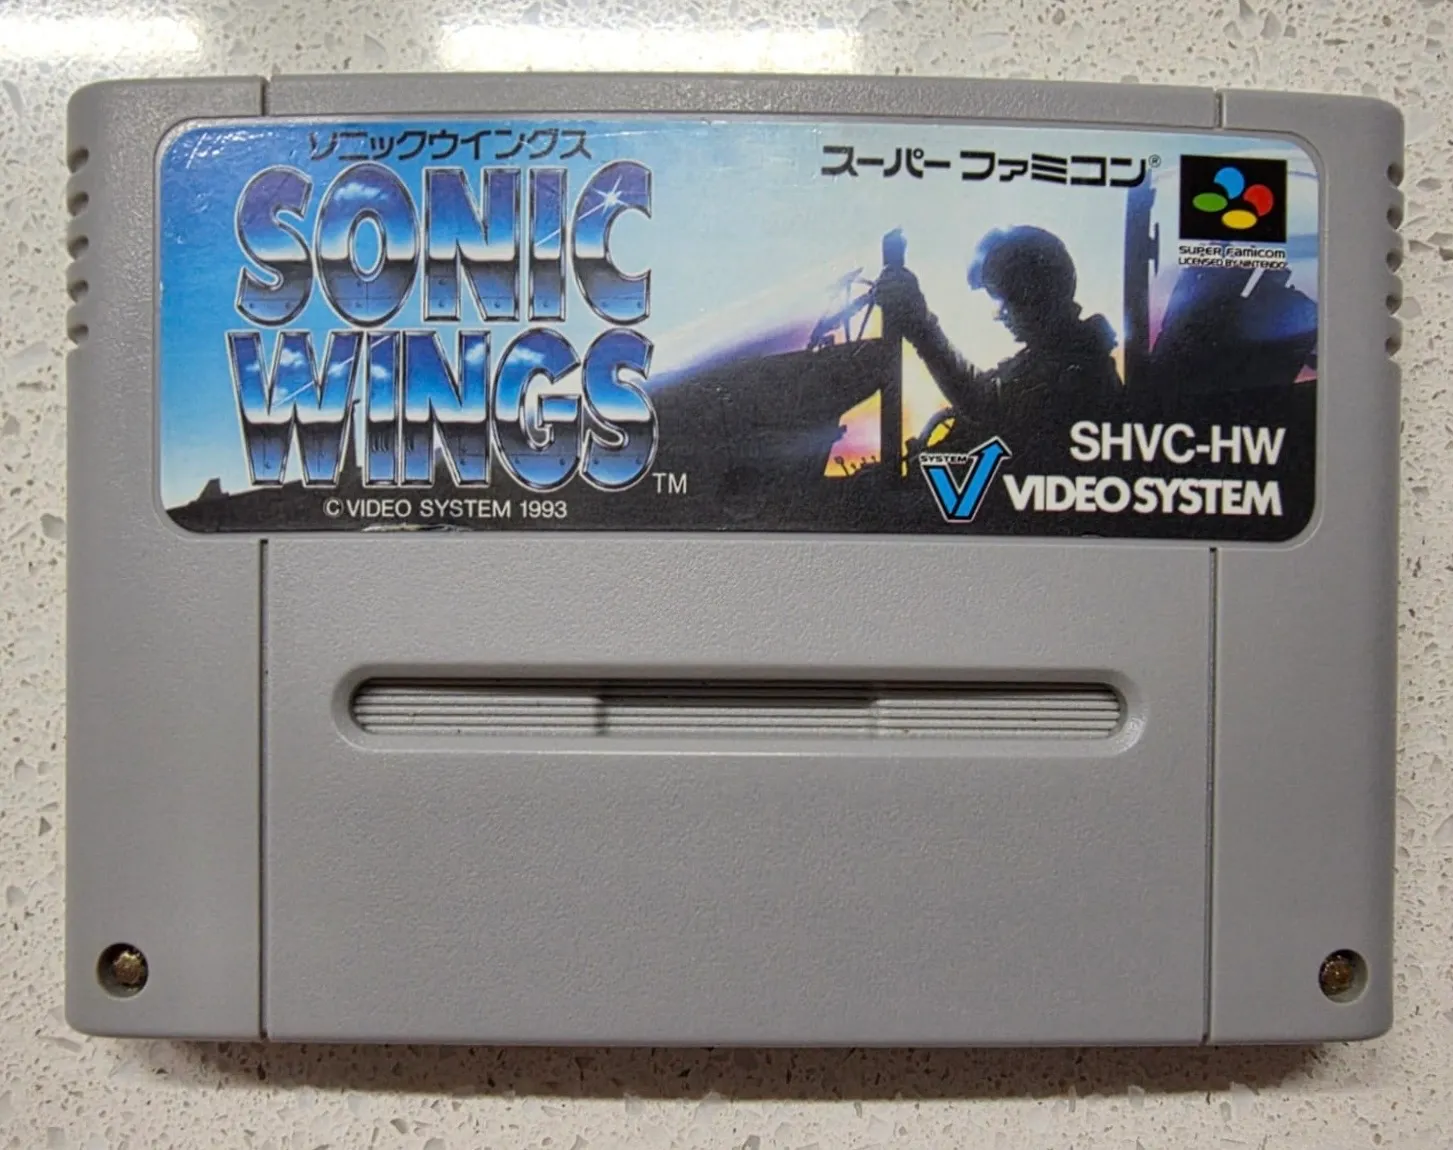 ソニックウイングス
SONIC
WINGS
TM
© VIDEO SYSTEM 1993
スーパー ファミコン®
SUPER Famicom
LICENSED BY NINTENDO
SHVC-HW
SYSTEM
VIDEO SYSTEM